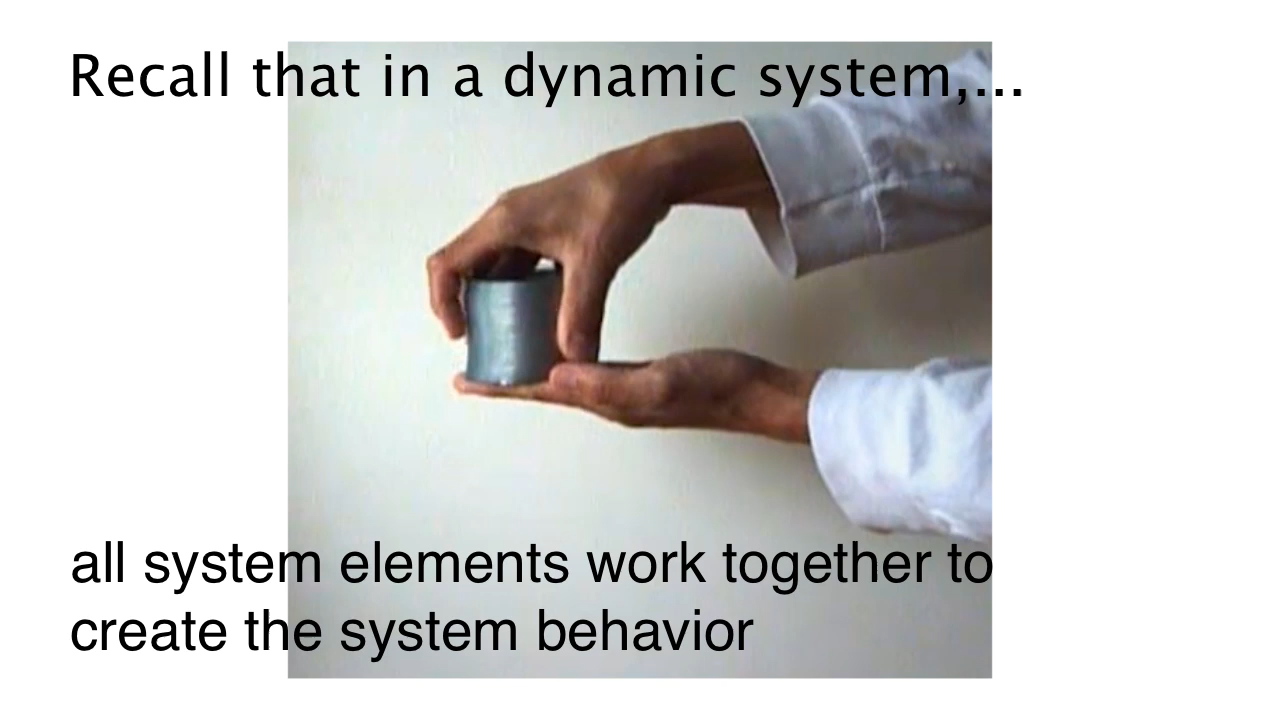 Recall that in a dynamic system,...
all system elements work together to
create the system behavior